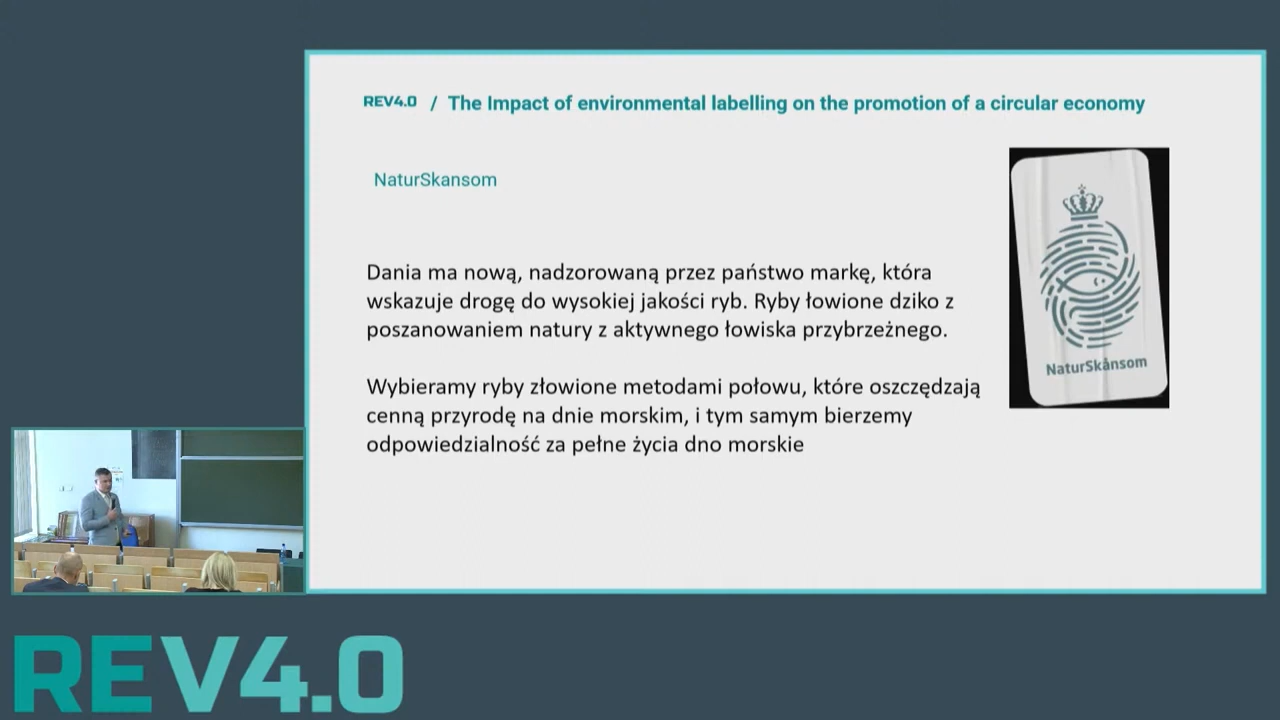 REV4.0 / The Impact of environmental labelling on the promotion of a circular economy
NaturSkansom
Dania ma nową, nadzorowaną przez państwo markę, która
wskazuje drogę do wysokiej jakości ryb. Ryby łowione dziko z
poszanowaniem natury z aktywnego łowiska przybrzeżnego.
Wybieramy ryby złowione metodami połowu, które oszczędzają
cenną przyrodę na dnie morskim, i tym samym bierzemy
odpowiedzialność za pełne życia dno morskie
NaturSkånsom
REV4.0